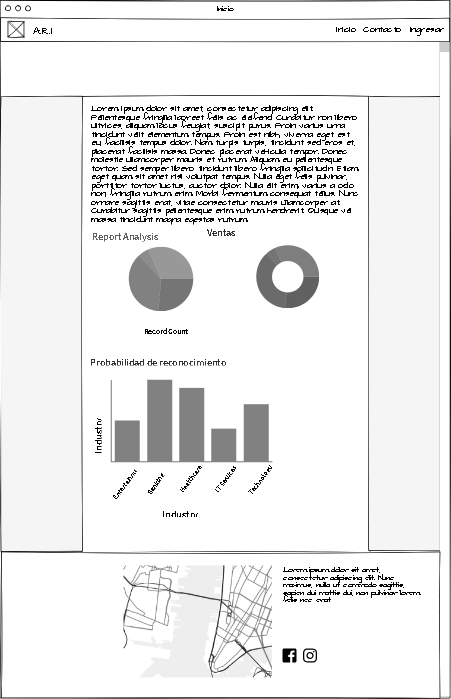 Inicio
A.R.I
Inicio Contacto Ingresar
Lorem ipsum dolor sit amet, consectetur adipiscing elit.
Pellentesque fringilla laoreet felis ac eleifend. Curabitur non libero
ultrices, aliquam lacus feugiat, suscipit purus. Proin varius urna
tincidunt velit elementum tempus. Proin est nibh, viverra eget est
eu, facilisis tempus dolor. Nam turpis turpis, tincidunt sed eros et,
placerat facilisis massa. Donec placerat vehicula tempor. Donec
molestie ullamcorper mauris et rutrum. Aliquam eu pellentesque
tortor. Sed semper libero tincidunt libero fringilla sollicitudin. Etiam
eget quam sit amet nisi volutpat tempus. Nulla eget felis pulvinar,
porttitor tortor luctus, auctor dolor. Nulla elit enim, varius a odio
non, fringilla rutrum enim. Morbi fermentum consequat tellus. Nunc
ornare sagittis erat, vitae consectetur mauris ullamcorper at.
Curabitur sagittis pellentesque enim rutrum hendrerit. Quisque vel
massa tincidunt magna egestas rutrum.
Report Analysis
Ventas
Record Count
Probabilidad de reconocimiento
Industry
Healthcare
IT Services
Industry
Lorem ipsum dolor sit amet,
consectetur adipiscing elit. Nunc
maximus, nulla ut commodo sagittis,
sapien dui mattis dui, non pulvinar lorem
felis nec erat